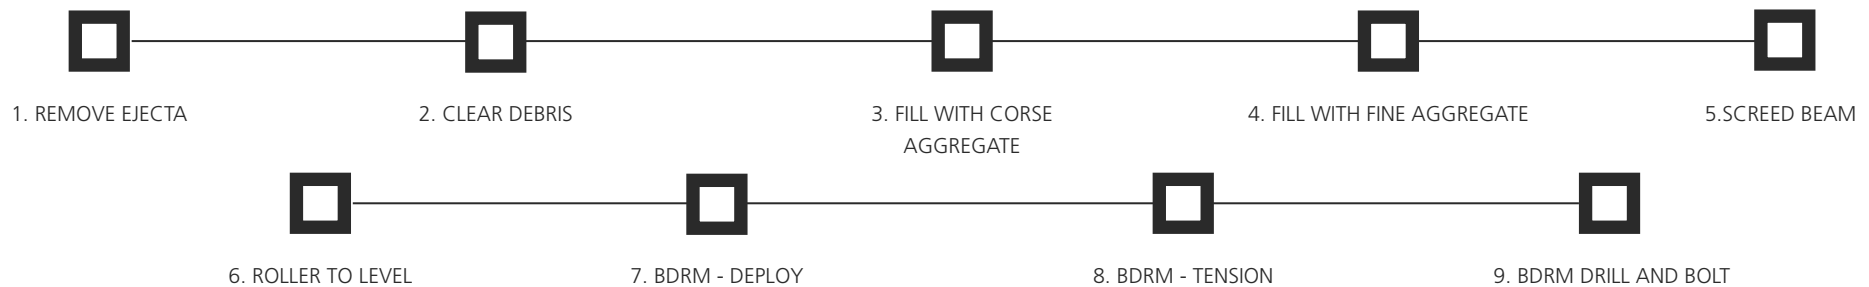 1. REMOVE EJECTA
2. CLEAR DEBRIS
3. FILL WITH CORSE
AGGREGATE
4. FILL WITH FINE AGGREGATE
5.SCREED BEAM
6. ROLLER TO LEVEL
7. BDRM - DEPLOY
8. BDRM - TENSION
9. BDRM DRILL AND BOLT